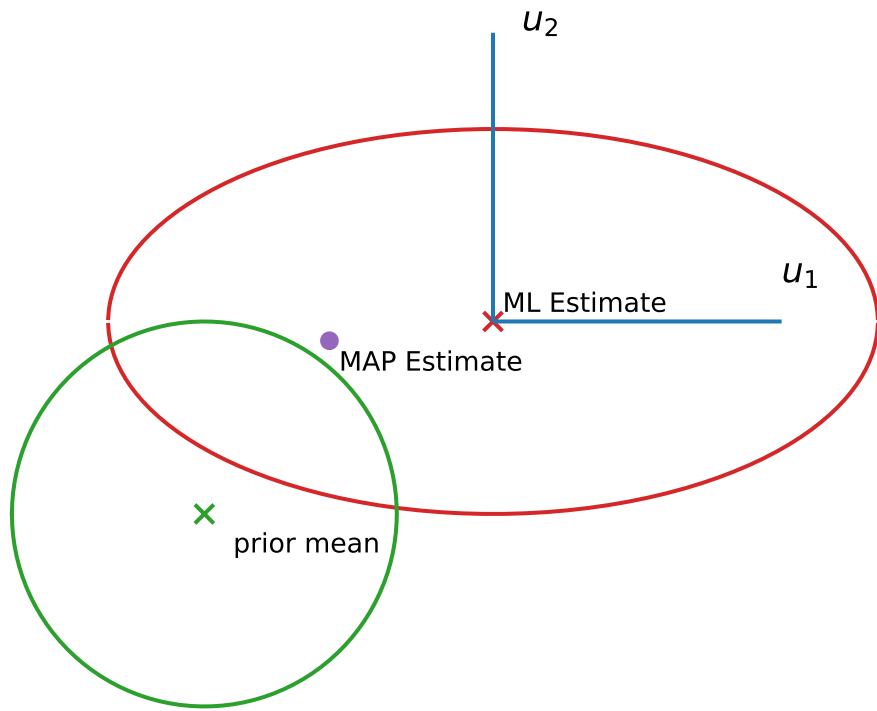 u₂
u₁
ML Estimate
MAP Estimate
prior mean